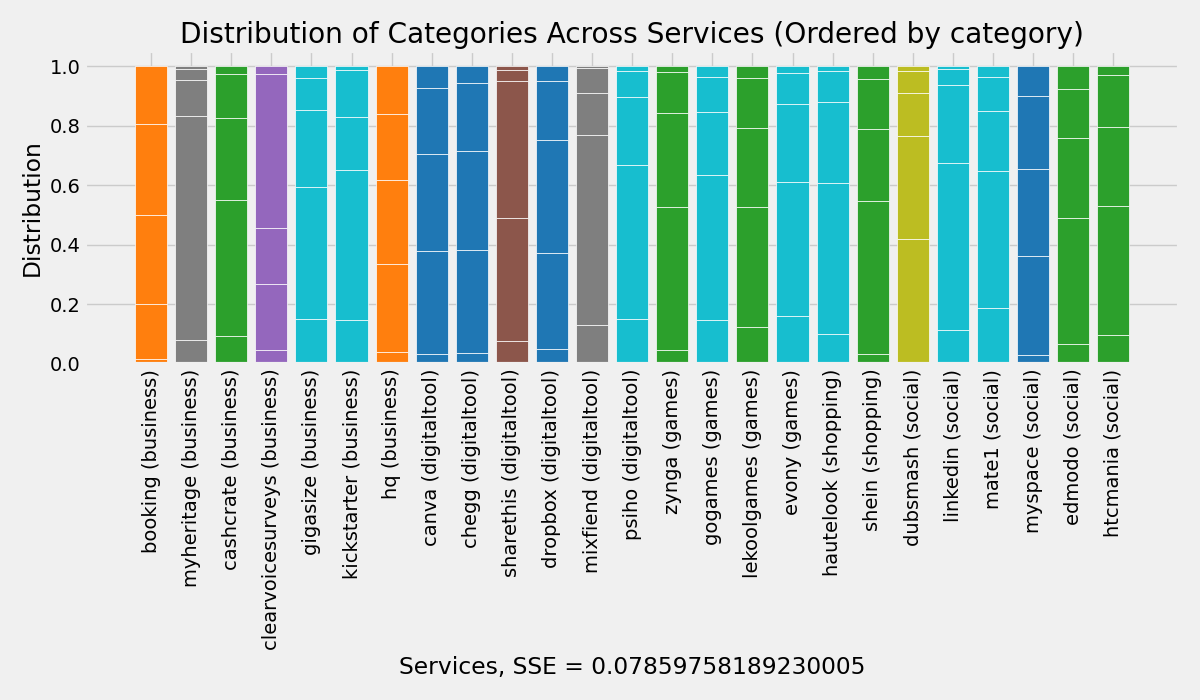 Distribution of Categories Across Services (Ordered by category)
Distribution
1.0
0.8
0.6
0.4
0.2
0.0
booking (business)
myheritage (business)
cashcrate (business)
clearvoicesurveys (business)
gigasize (business)
kickstarter (business)
hq (business)
canva (digitaltool)
chegg (digitaltool)
sharethis (digitaltool)
dropbox (digitaltool)
mixfiend (digitaltool)
psiho (digitaltool)
zynga (games)
gogames (games)
lekoolgames (games)
evony (games)
hautelook (shopping)
shein (shopping)
dubsmash (social)
linkedin (social)
mate1 (social)
myspace (social)
edmodo (social)
htcmania (social)
Services, SSE = 0.07859758189230005